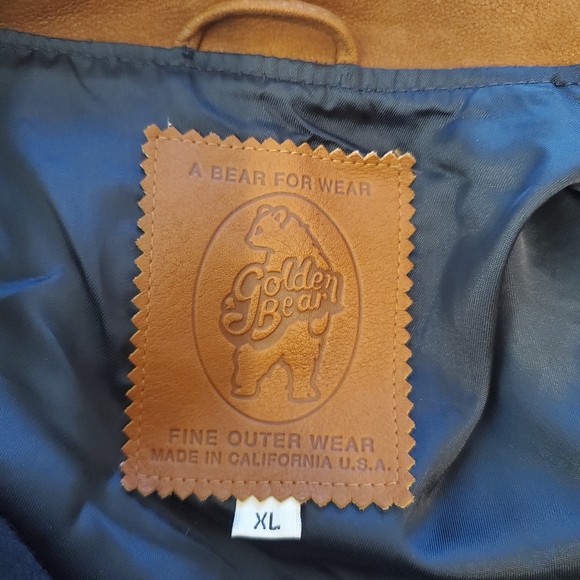 A BEAR FOR WEAR
Golden
Bear
FINE OUTER WEAR
MADE IN CALIFORNIA U.S.A.
XL